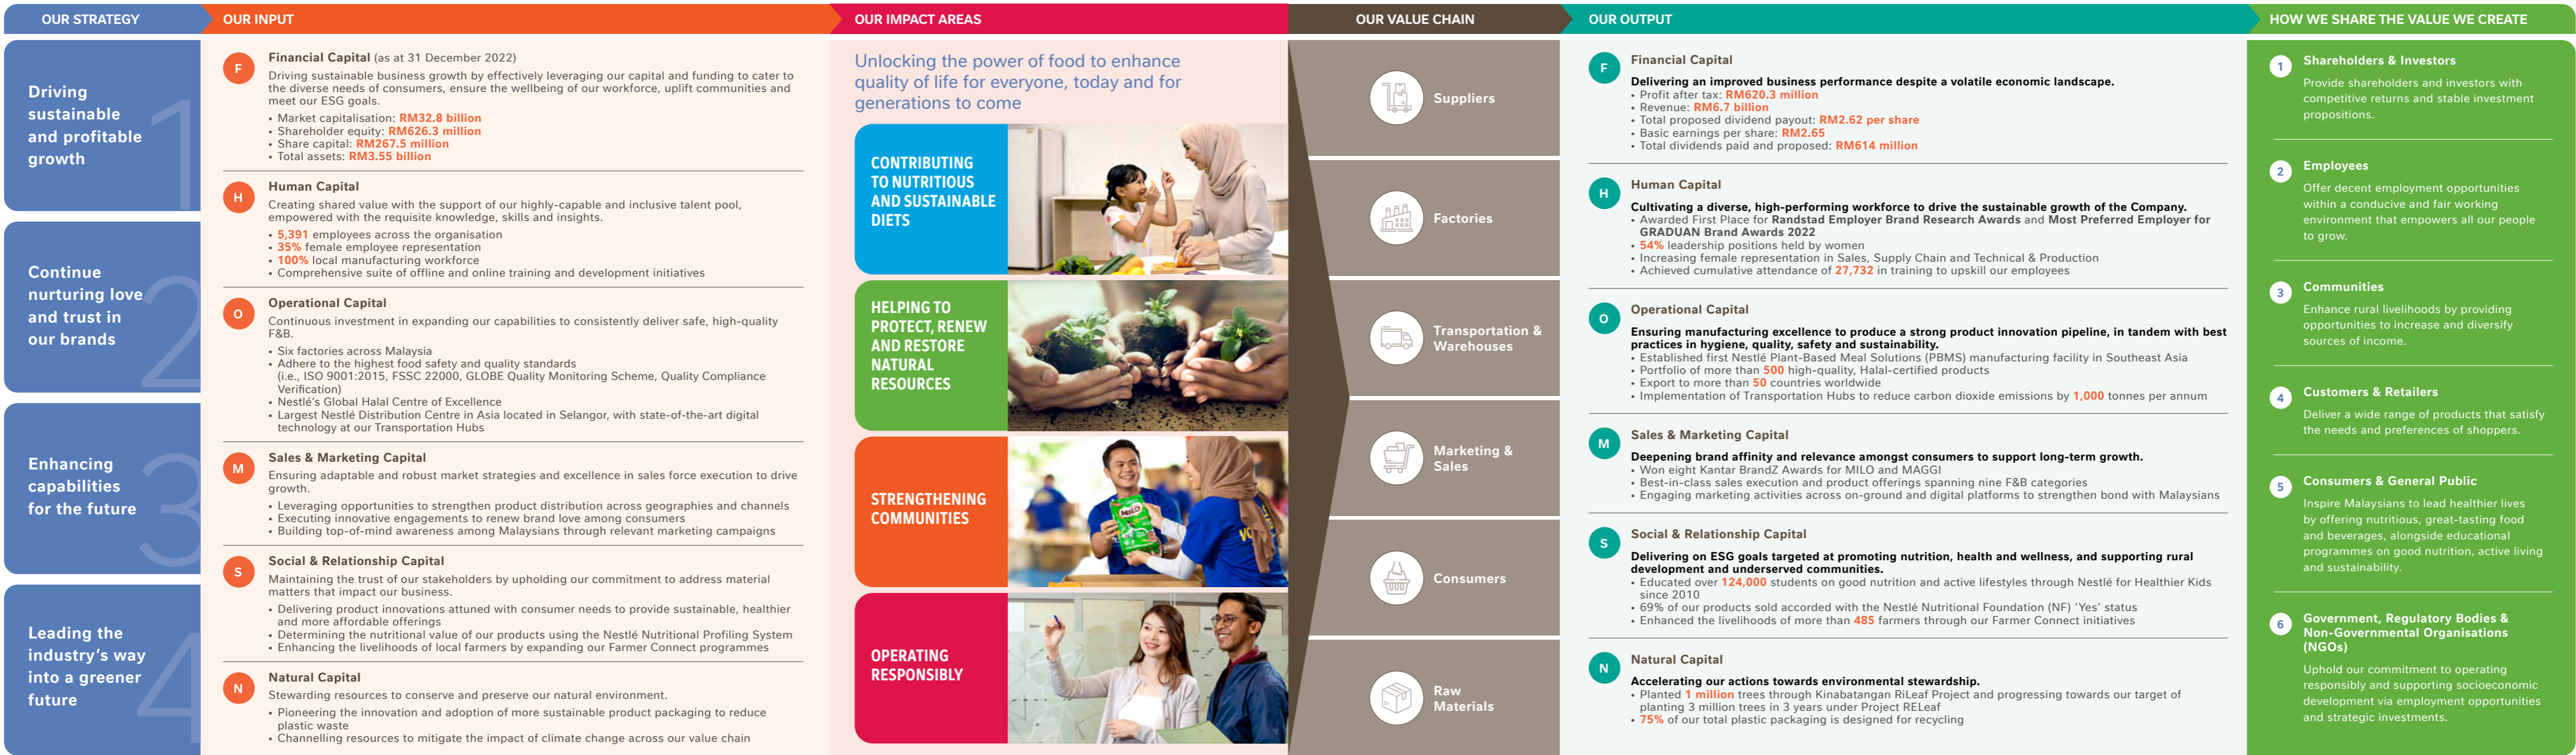 OUR STRATEGY
Driving
sustainable
and profitable
growth
1
Continue
nurturing love
and trust in
our brands
2
Enhancing
capabilities
for the future
3
Leading the
industry's way
into a greener
future
4
OUR INPUT
F
Financial Capital (as at 31 December 2022)
Driving sustainable business growth by effectively leveraging our capital and funding to cater to
the diverse needs of consumers, ensure the wellbeing of our workforce, uplift communities and
meet our ESG goals.
• Market capitalisation: RM32.8 billion
• Shareholder equity: RM626.3 million
• Share capital: RM267.5 million
• Total assets: RM3.55 billion
H
Human Capital
Creating shared value with the support of our highly-capable and inclusive talent pool,
empowered with the requisite knowledge, skills and insights.
• 5,391 employees across the organisation
• 35% female employee representation
• 100% local manufacturing workforce
• Comprehensive suite of offline and online training and development initiatives
O
Operational Capital
Continuous investment in expanding our capabilities to consistently deliver safe, high-quality
F&B.
• Six factories across Malaysia
• Adhere to the highest food safety and quality standards
(i.e., ISO 9001:2015, FSSC 22000, GLOBE Quality Monitoring Scheme, Quality Compliance
Verification)
• Nestlé's Global Halal Centre of Excellence
• Largest Nestlé Distribution Centre in Asia located in Selangor, with state-of-the-art digital
technology at our Transportation Hubs
M
Sales & Marketing Capital
Ensuring adaptable and robust market strategies and excellence in sales force execution to drive
growth.
• Leveraging opportunities to strengthen product distribution across geographies and channels
• Executing innovative engagements to renew brand love among consumers
• Building top-of-mind awareness among Malaysians through relevant marketing campaigns
S
Social & Relationship Capital
Maintaining the trust of our stakeholders by upholding our commitment to address material
matters that impact our business.
• Delivering product innovations attuned with consumer needs to provide sustainable, healthier
and more affordable offerings
• Determining the nutritional value of our products using the Nestlé Nutritional Profiling System
• Enhancing the livelihoods of local farmers by expanding our Farmer Connect programmes
N
Natural Capital
Stewarding resources to conserve and preserve our natural environment.
• Pioneering the innovation and adoption of more sustainable product packaging to reduce
plastic waste
• Channelling resources to mitigate the impact of climate change across our value chain
OUR IMPACT AREAS
Unlocking the power of food to enhance
quality of life for everyone, today and for
generations to come
CONTRIBUTING
TO NUTRITIOUS
AND SUSTAINABLE
DIETS
HELPING TO
PROTECT, RENEW
AND RESTORE
NATURAL
RESOURCES
STRENGTHENING
COMMUNITIES
MILO
OPERATING
RESPONSIBLY
OUR VALUE CHAIN
Suppliers
Factories
Transportation &
Warehouses
Marketing &
Sales
Consumers
Raw
Materials
OUR OUTPUT
F
Financial Capital
Delivering an improved business performance despite a volatile economic landscape.
• Profit after tax: RM620.3 million
• Revenue: RM6.7 billion
• Total proposed dividend payout: RM2.62 per share
• Basic earnings per share: RM2.65
• Total dividends paid and proposed: RM614 million
H
Human Capital
Cultivating a diverse, high-performing workforce to drive the sustainable growth of the Company.
• Awarded First Place for Randstad Employer Brand Research Awards and Most Preferred Employer for
GRADUAN Brand Awards 2022
• 54% leadership positions held by women
• Increasing female representation in Sales, Supply Chain and Technical & Production
• Achieved cumulative attendance of 27,732 in training to upskill our employees
O
Operational Capital
Ensuring manufacturing excellence to produce a strong product innovation pipeline, in tandem with best
practices in hygiene, quality, safety and sustainability.
• Established first Nestlé Plant-Based Meal Solutions (PBMS) manufacturing facility in Southeast Asia
• Portfolio of more than 500 high-quality, Halal-certified products
• Export to more than 50 countries worldwide
• Implementation of Transportation Hubs to reduce carbon dioxide emissions by 1,000 tonnes per annum
M
Sales & Marketing Capital
Deepening brand affinity and relevance amongst consumers to support long-term growth.
• Won eight Kantar BrandZ Awards for MILO and MAGGI
• Best-in-class sales execution and product offerings spanning nine F&B categories
• Engaging marketing activities across on-ground and digital platforms to strengthen bond with Malaysians
S
Social & Relationship Capital
Delivering on ESG goals targeted at promoting nutrition, health and wellness, and supporting rural
development and underserved communities.
• Educated over 124,000 students on good nutrition and active lifestyles through Nestlé for Healthier Kids
since 2010
• 69% of our products sold accorded with the Nestlé Nutritional Foundation (NF) 'Yes' status
• Enhanced the livelihoods of more than 485 farmers through our Farmer Connect initiatives
N
Natural Capital
Accelerating our actions towards environmental stewardship.
• Planted 1 million trees through Kinabatangan RiLeaf Project and progressing towards our target of
planting 3 million trees in 3 years under Project RELeaf
• 75% of our total plastic packaging is designed for recycling
HOW WE SHARE THE VALUE WE CREATE
1
Shareholders & Investors
Provide shareholders and investors with
competitive returns and stable investment
propositions.
2
Employees
Offer decent employment opportunities
within a conducive and fair working
environment that empowers all our people
to grow.
3
Communities
Enhance rural livelihoods by providing
opportunities to increase and diversify
sources of income.
4
Customers & Retailers
Deliver a wide range of products that satisfy
the needs and preferences of shoppers.
5
Consumers & General Public
Inspire Malaysians to lead healthier lives
by offering nutritious, great-tasting food
and beverages, alongside educational
programmes on good nutrition, active living
and sustainability.
6
Government, Regulatory Bodies &
Non-Governmental Organisations
(NGOs)
Uphold our commitment to operating
responsibly and supporting socioeconomic
development via employment opportunities
and strategic investments.